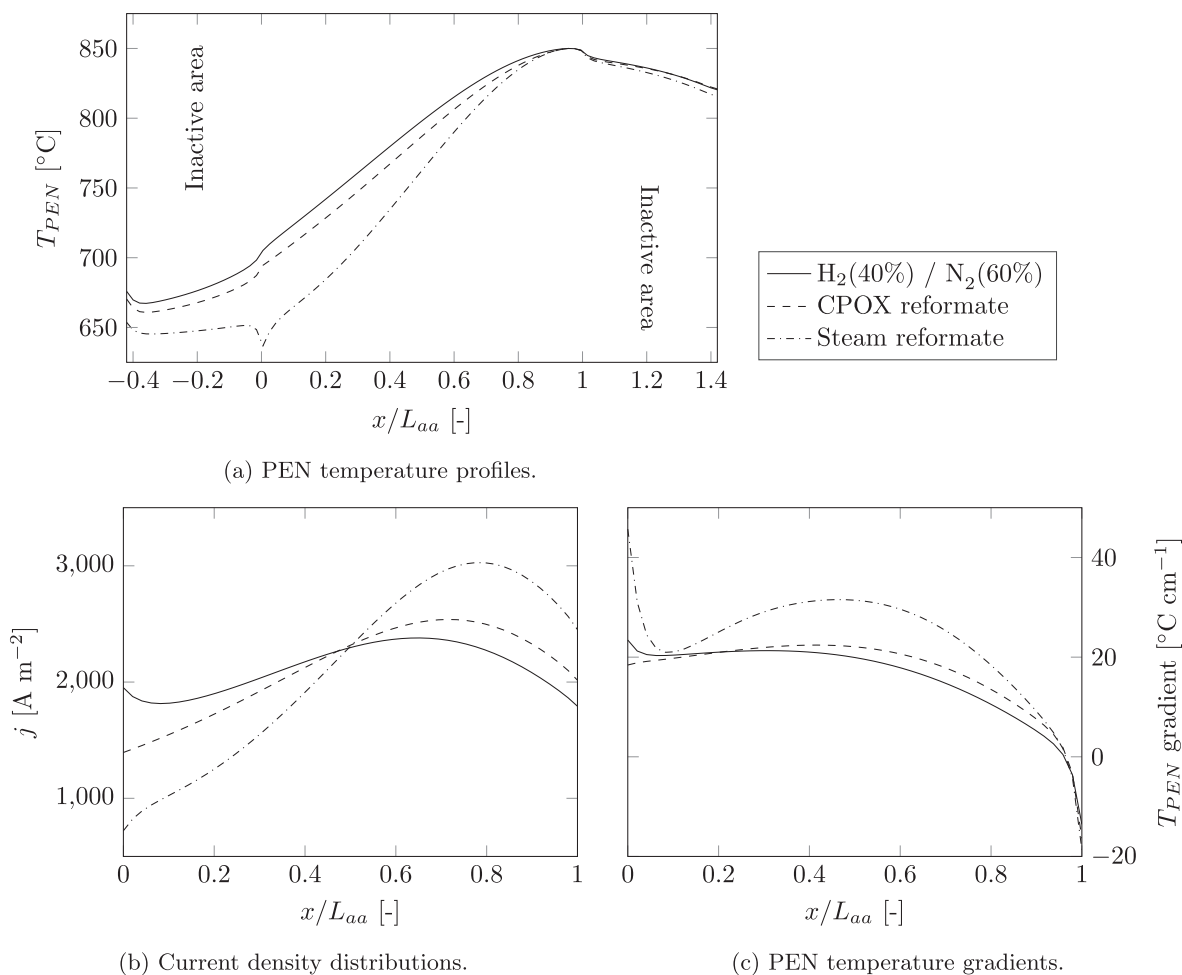 850
800
750
700
650
T_PEN [°C]
Inactive area
Inactive area
−0.4 −0.2 0 0.2 0.4 0.6 0.8 1 1.2 1.4
x/L_aa [-]
H₂(40%) / N₂(60%)
CPOX reformate
Steam reformate
(a) PEN temperature profiles.
3,000
2,000
1,000
j [A m⁻²]
0 0.2 0.4 0.6 0.8 1
x/L_aa [-]
(b) Current density distributions.
40
20
0
−20
T_PEN gradient [°C cm⁻¹]
0 0.2 0.4 0.6 0.8 1
x/L_aa [-]
(c) PEN temperature gradients.